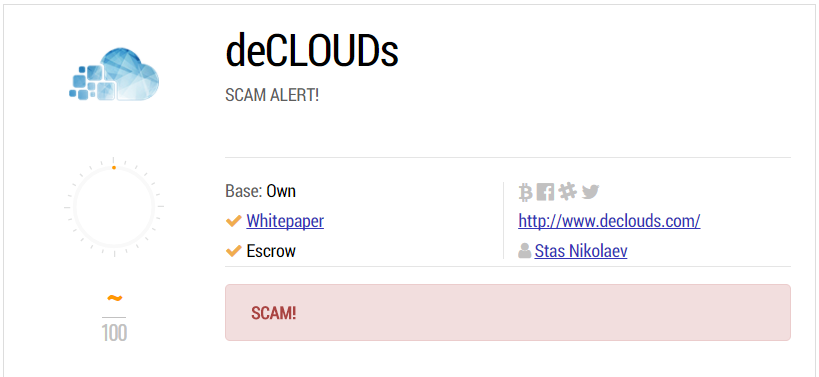 deCLOUDs
SCAM ALERT!
Base: Own
Whitepaper
Escrow
http://www.declouds.com/
Stas Nikolaev
~
100
SCAM!